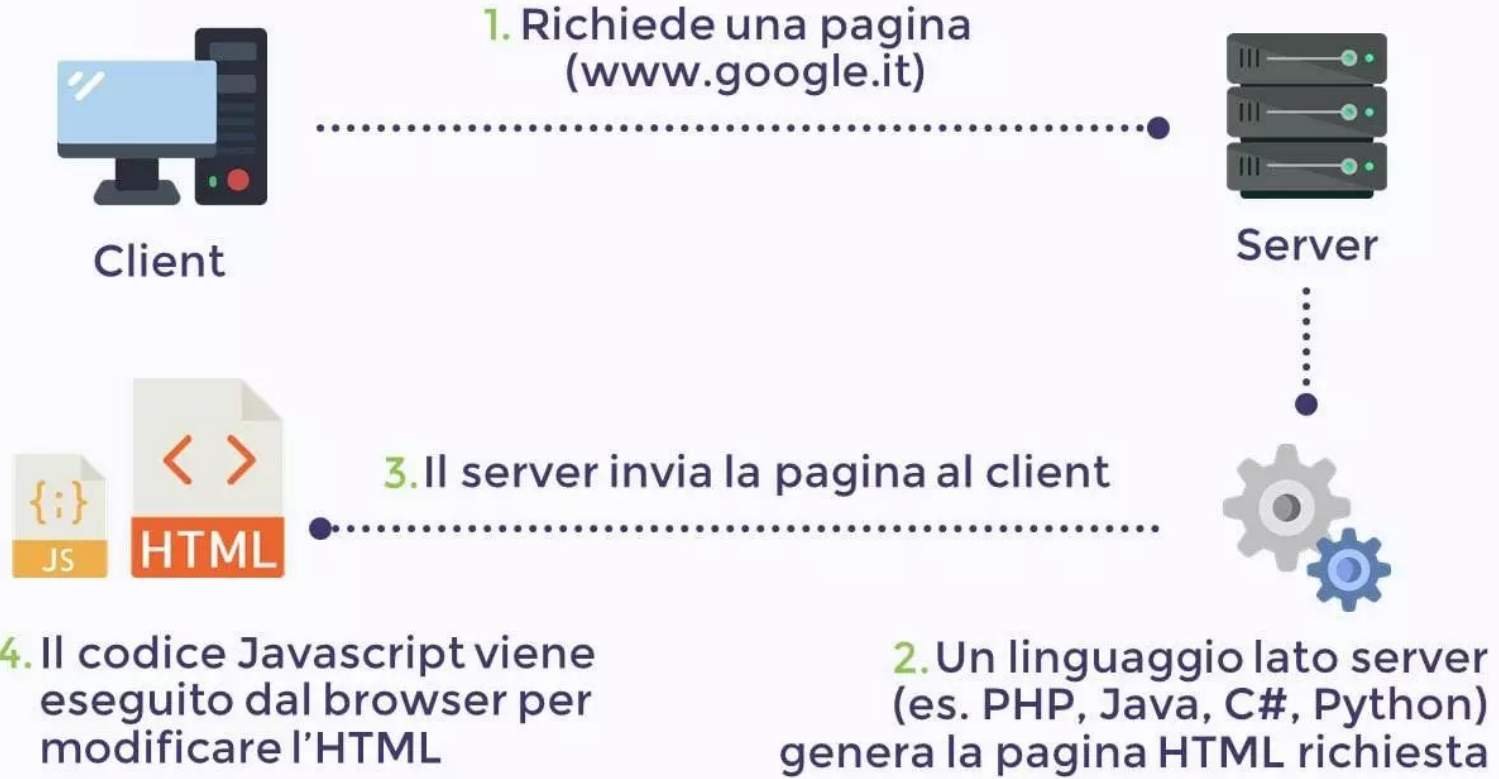 1. Richiede una pagina
(www.google.it)
Client
Server
3. Il server invia la pagina al client
{;}
JS
< >
HTML
4. Il codice Javascript viene
eseguito dal browser per
modificare l'HTML
2. Un linguaggio lato server
(es. PHP, Java, C#, Python)
genera la pagina HTML richiesta